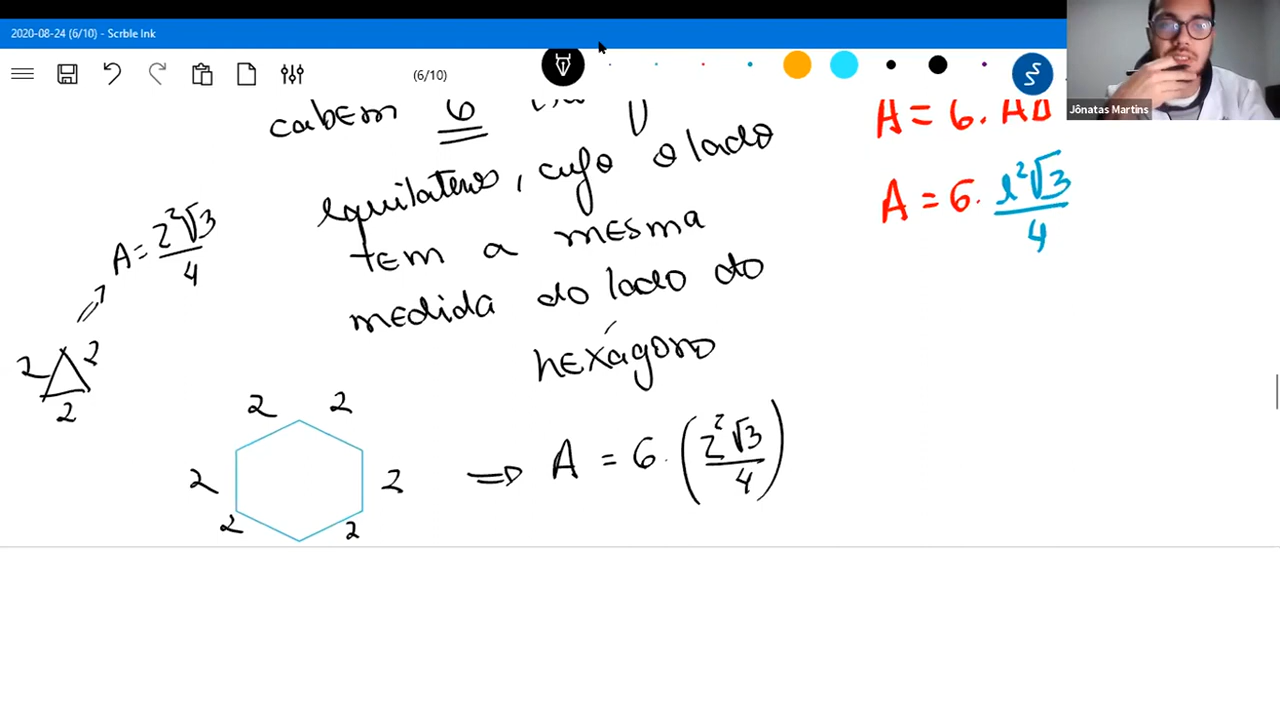 2020-08-24 (6/10) - Scrble Ink
(6/10)
Jônatas Martins
cabem 6
equilateros, cujo o lado
tem a mesma
medida do lado do
hexágono
A = 6. AΔ
A = 6. l²√3/4
A = 2²√3/4
2 2
2
2 2
2 2
2 2
⇒ A = 6. (2²√3/4)